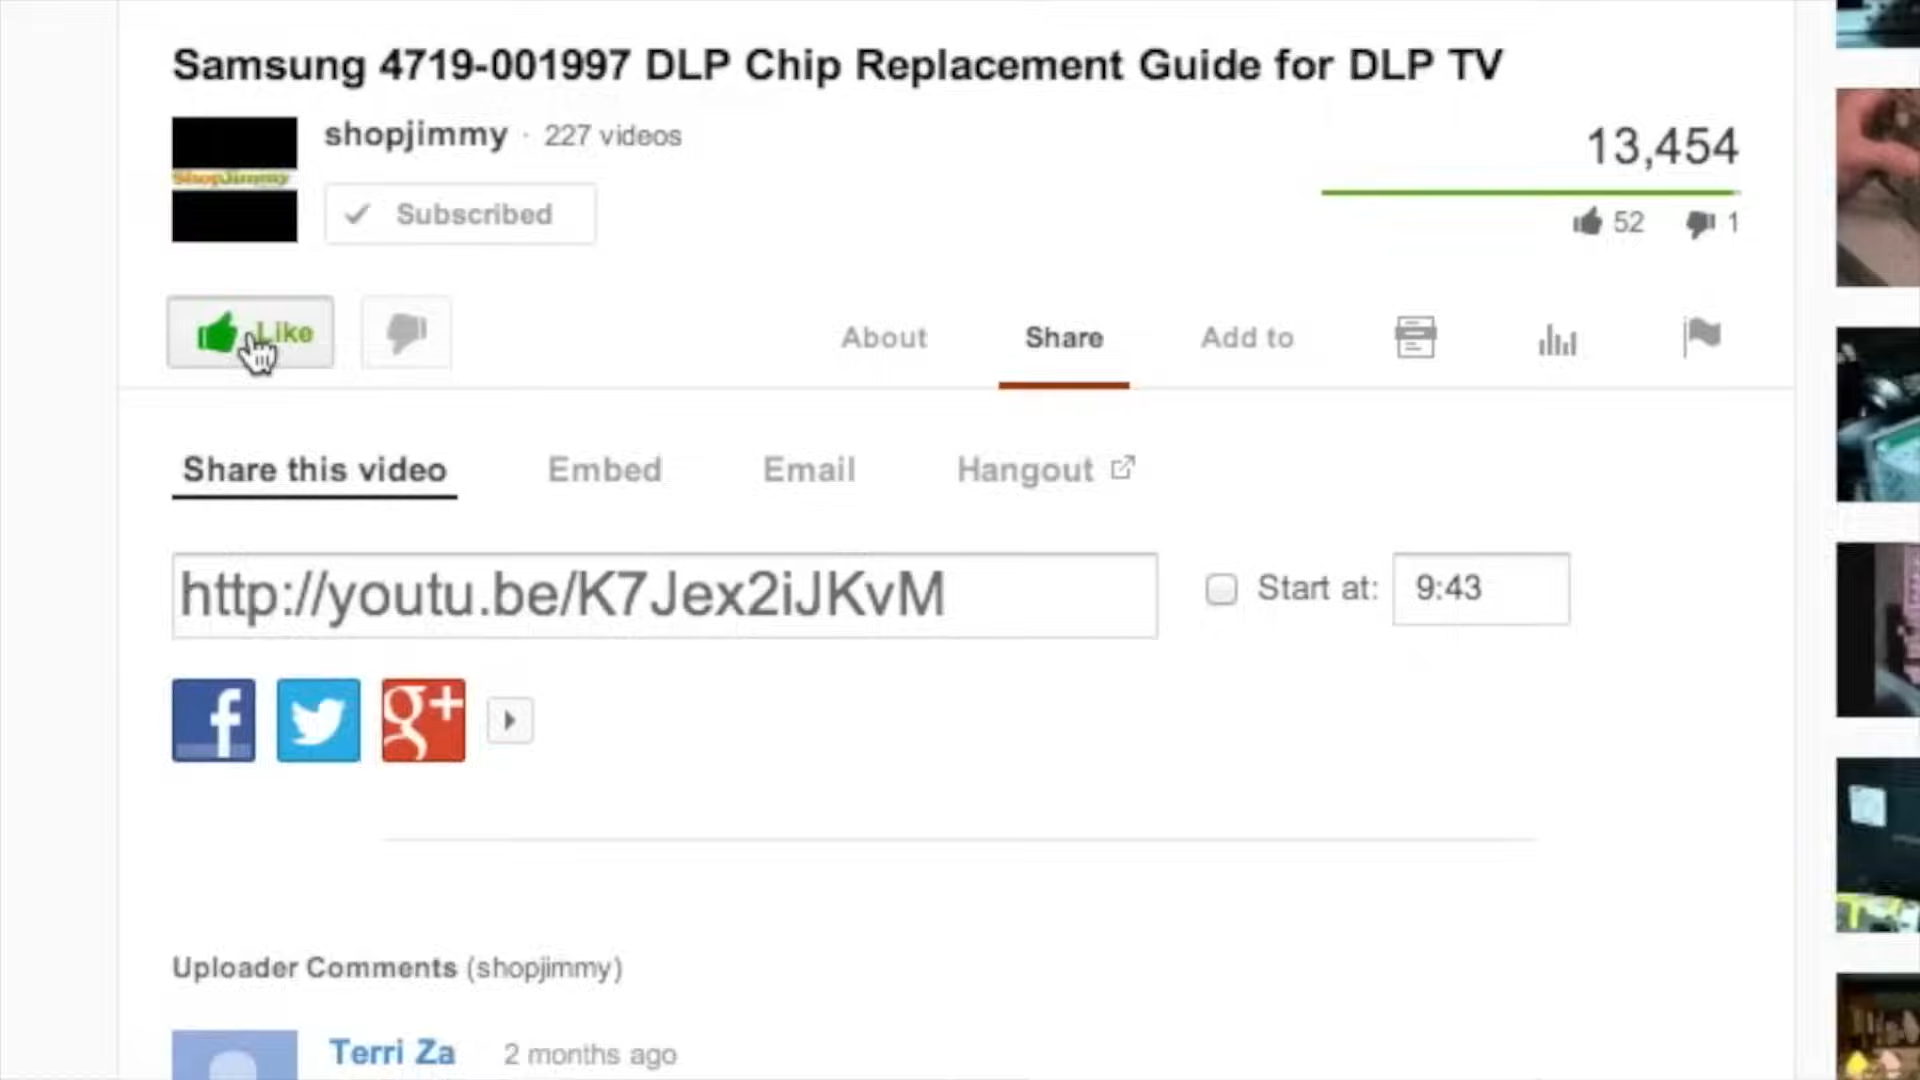 Samsung 4719-001997 DLP Chip Replacement Guide for DLP TV
shopjimmy · 227 videos
ShopJimmy
Subscribed
13,454
52 1
Like
About Share Add to
Share this video Embed Email Hangout
http://youtu.be/K7Jex2iJKvM
Start at: 9:43
f g+
Uploader Comments (shopjimmy)
Terri Za 2 months ago